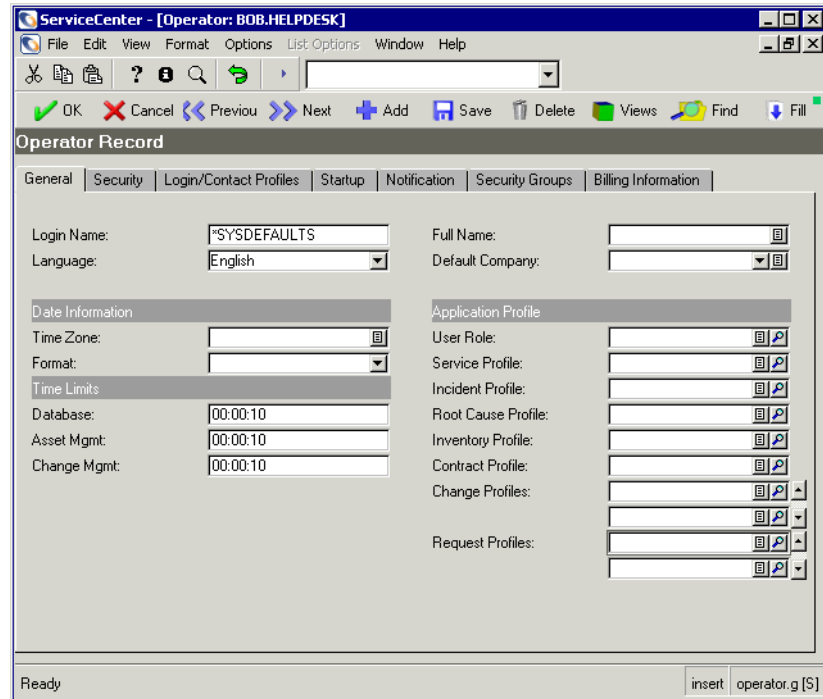 ServiceCenter - [Operator: BOB.HELPDESK]
File Edit View Format Options List Options Window Help
OK Cancel Previou Next Add Save Delete Views Find Fill
Operator Record
General Security Login/Contact Profiles Startup Notification Security Groups Billing Information
Login Name: *SYSDEFAULTS Full Name:
Language: English Default Company:
Date Information Application Profile
Time Zone: User Role:
Format: Service Profile:
Time Limits Incident Profile:
Database: 00:00:10 Root Cause Profile:
Asset Mgmt: 00:00:10 Inventory Profile:
Change Mgmt: 00:00:10 Contract Profile:
Change Profiles:
Request Profiles:
Ready insert operator.g [S]